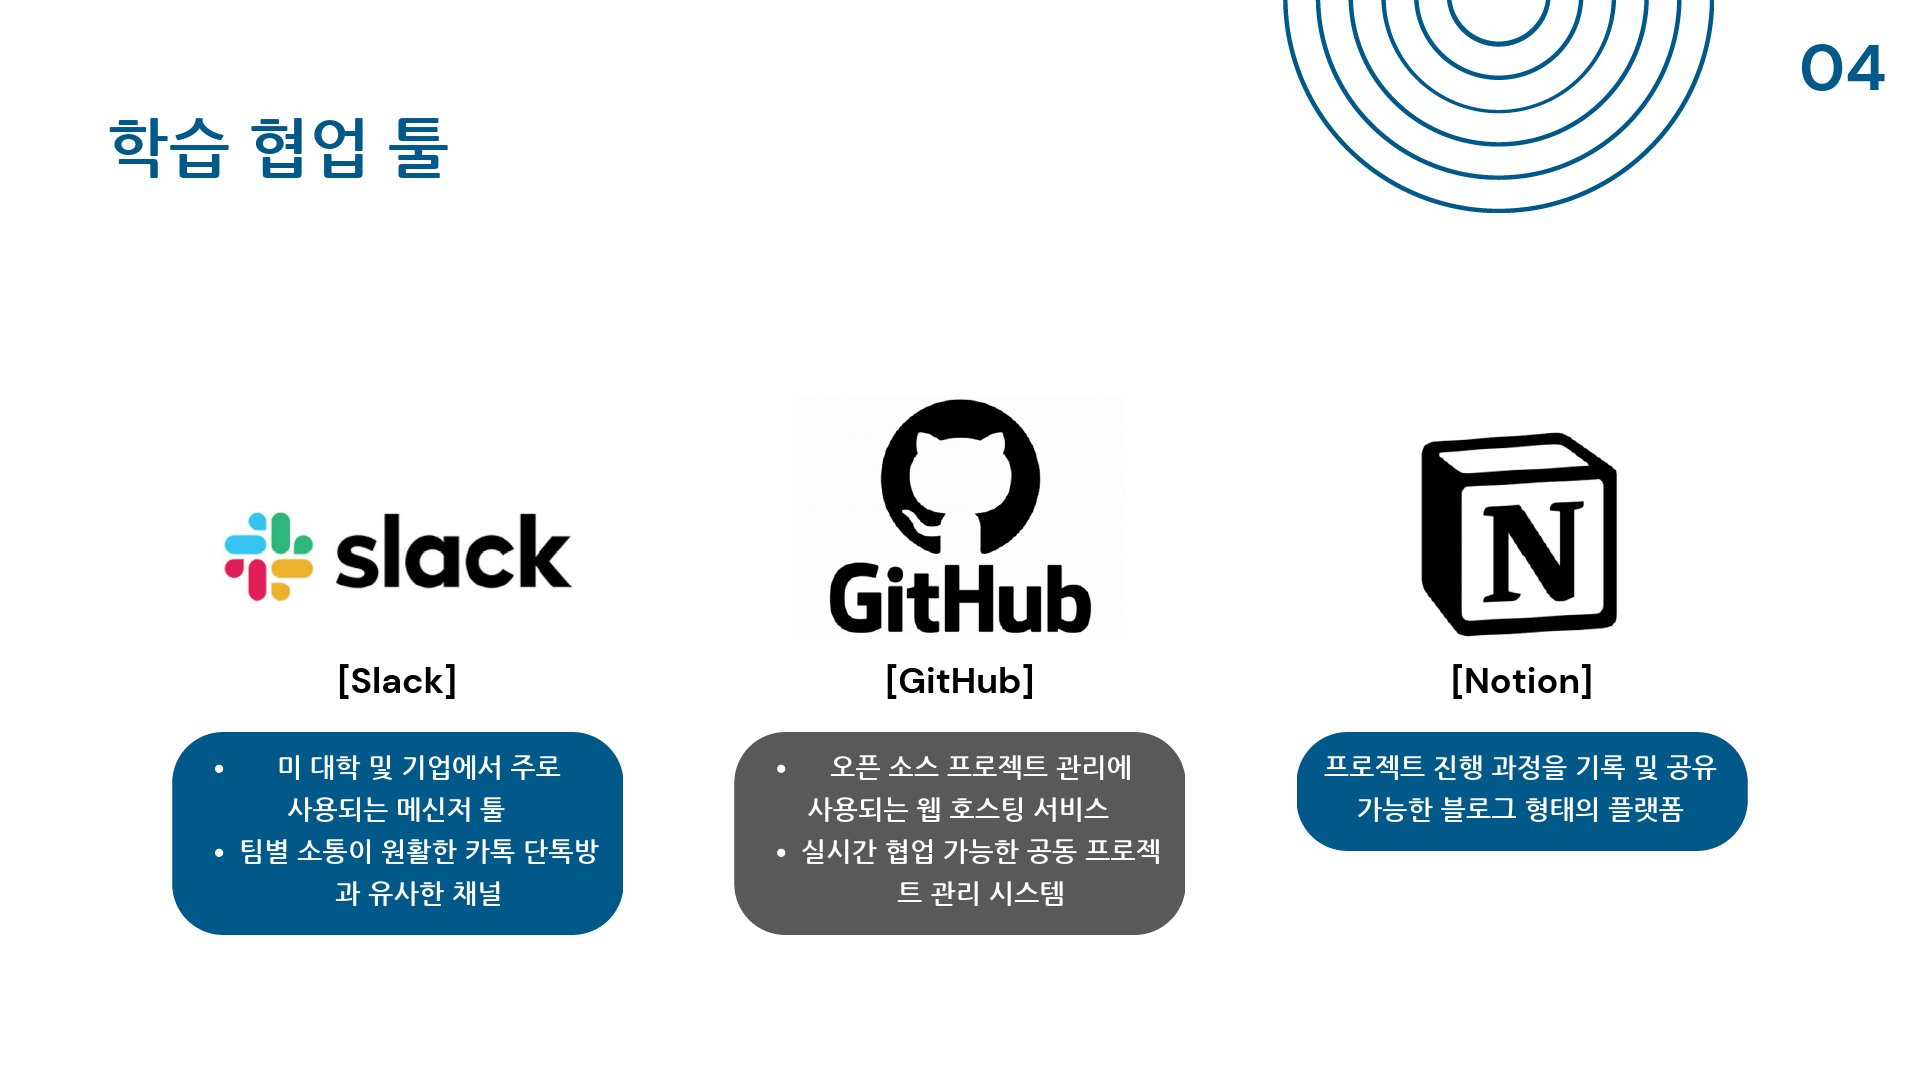 04
학습 협업 툴
slack
GitHub
N
[Slack]
[GitHub]
[Notion]
• 미 대학 및 기업에서 주로
사용되는 메신저 툴
• 팀별 소통이 원활한 카톡 단톡방
과 유사한 채널
• 오픈 소스 프로젝트 관리에
사용되는 웹 호스팅 서비스
• 실시간 협업 가능한 공동 프로젝
트 관리 시스템
프로젝트 진행 과정을 기록 및 공유
가능한 블로그 형태의 플랫폼